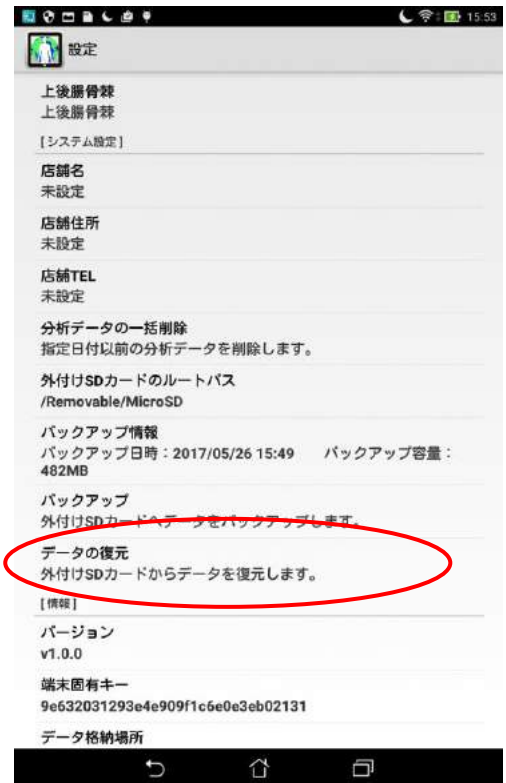 15:53
設定
上後腸骨棘
上後腸骨棘
[システム設定]
店舗名
未設定
店舗住所
未設定
店舗TEL
未設定
分析データの一括削除
指定日付以前の分析データを削除します。
外付けSDカードのルートパス
/Removable/MicroSD
バックアップ情報
バックアップ日時：2017/05/26 15:49　バックアップ容量：
482MB
バックアップ
外付けSDカードへデータをバックアップします。
データの復元
外付けSDカードからデータを復元します。
[情報]
バージョン
v1.0.0
端末固有キー
9e632031293e4e909f1c6e0e3eb02131
データ格納場所